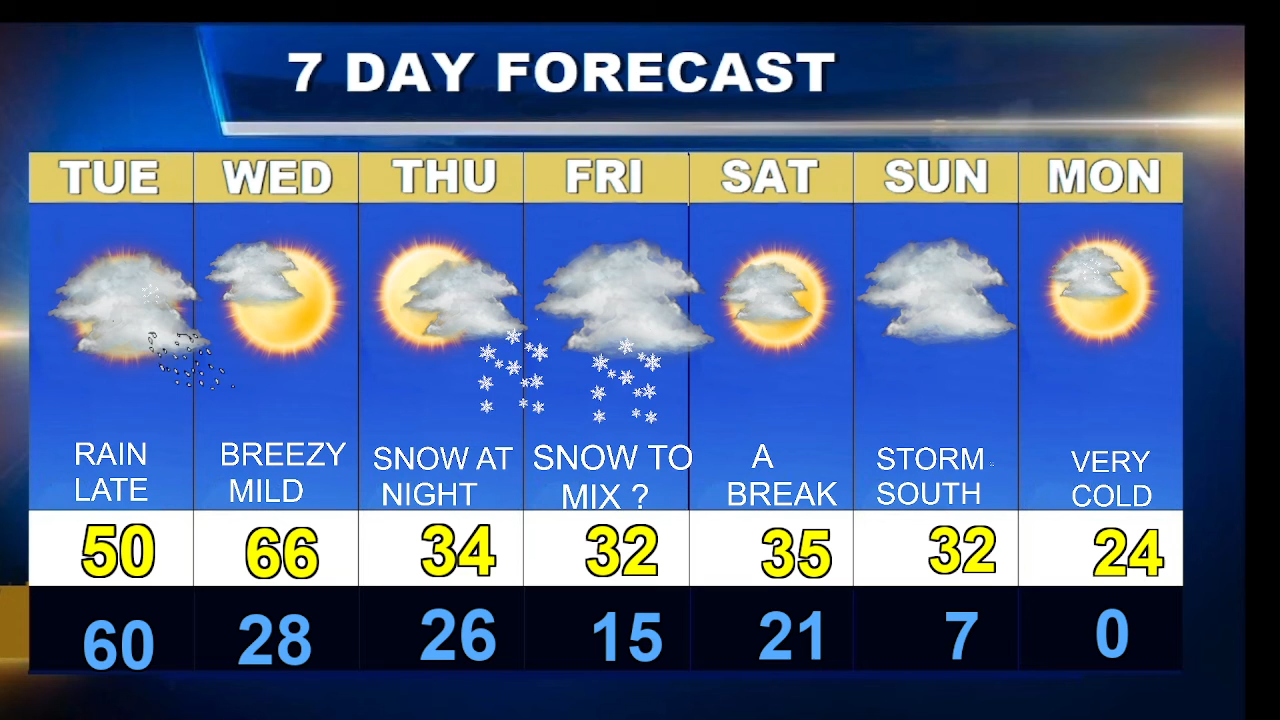 7 DAY FORECAST
TUE WED THU FRI SAT SUN MON
RAIN LATE
BREEZY MILD
SNOW AT NIGHT
SNOW TO MIX ?
A BREAK
STORM SOUTH
VERY COLD
50 66 34 32 35 32 24
60 28 26 15 21 7 0